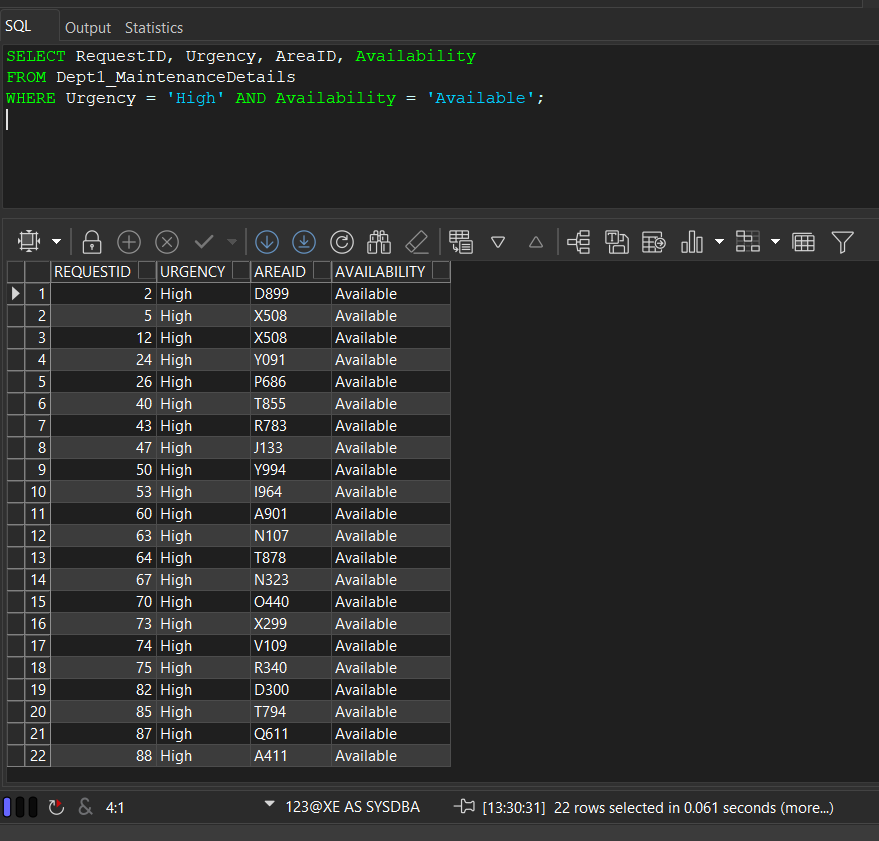 SQL Output Statistics
SELECT RequestID, Urgency, AreaID, Availability
FROM Dept1_MaintenanceDetails
WHERE Urgency = 'High' AND Availability = 'Available';
REQUESTID URGENCY AREAID AVAILABILITY
1 2 High D899 Available
2 5 High X508 Available
3 12 High X508 Available
4 24 High Y091 Available
5 26 High P686 Available
6 40 High T855 Available
7 43 High R783 Available
8 47 High J133 Available
9 50 High Y994 Available
10 53 High I964 Available
11 60 High A901 Available
12 63 High N107 Available
13 64 High T878 Available
14 67 High N323 Available
15 70 High O440 Available
16 73 High X299 Available
17 74 High V109 Available
18 75 High R340 Available
19 82 High D300 Available
20 85 High T794 Available
21 87 High Q611 Available
22 88 High A411 Available
& 4:1 123@XE AS SYSDBA [13:30:31] 22 rows selected in 0.061 seconds (more...)